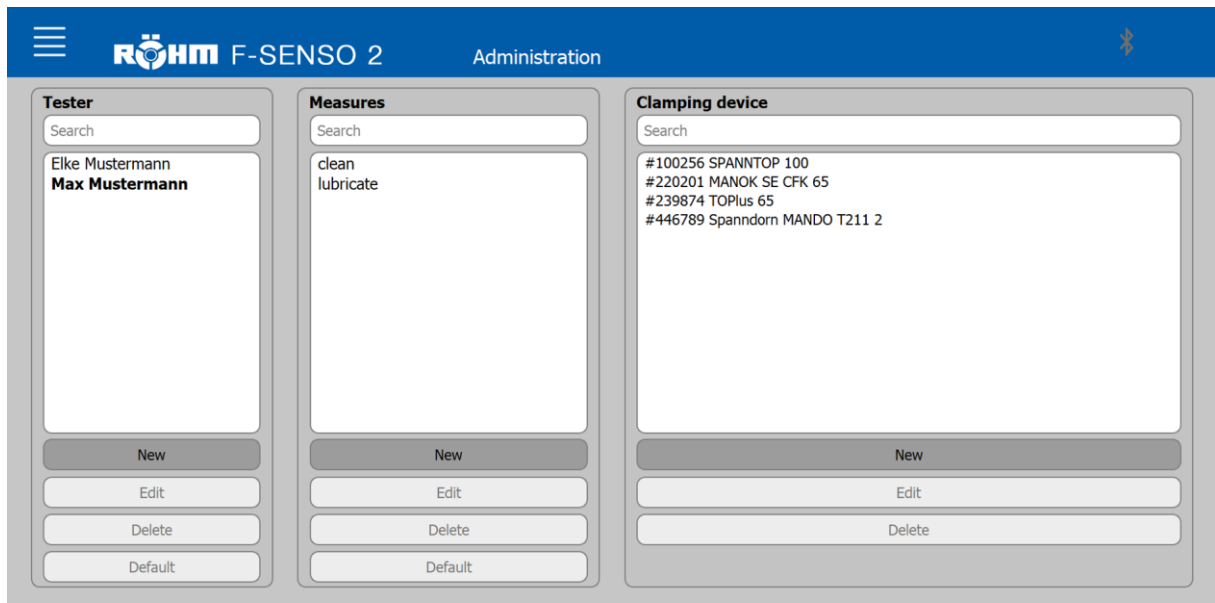 RÖHM F-SENSO 2 Administration
Tester
Search
Elke Mustermann
Max Mustermann
New
Edit
Delete
Default
Measures
Search
clean
lubricate
New
Edit
Delete
Default
Clamping device
Search
#100256 SPANNTOP 100
#220201 MANOK SE CFK 65
#239874 TOPlus 65
#446789 Spanndorn MANDO T211 2
New
Edit
Delete